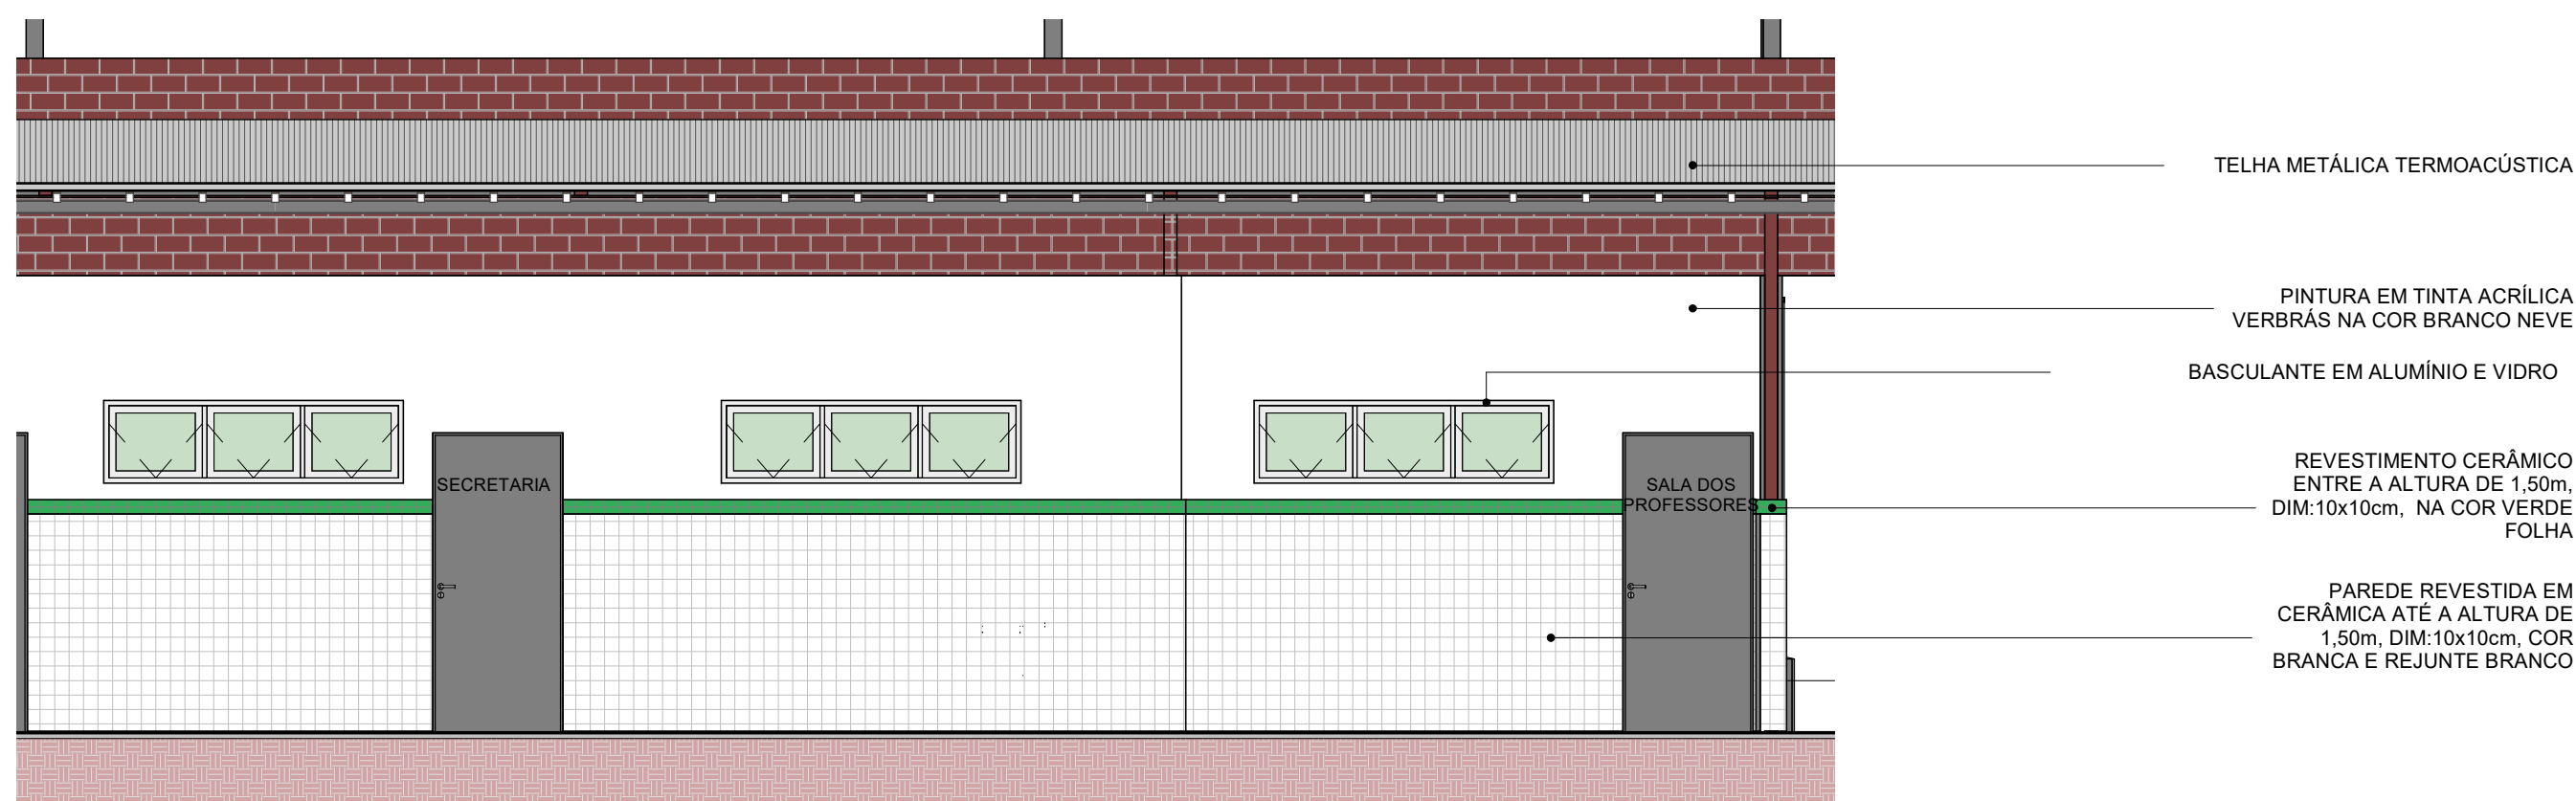 TELHA METÁLICA TERMOACÚSTICA
PINTURA EM TINTA ACRÍLICA
VERBRÁS NA COR BRANCO NEVE
BASCULANTE EM ALUMÍNIO E VIDRO
REVESTIMENTO CERÂMICO
ENTRE A ALTURA DE 1,50m,
DIM:10x10cm, NA COR VERDE
FOLHA
SECRETARIA
SALA DOS
PROFESSORES
PAREDE REVESTIDA EM
CERÂMICA ATÉ A ALTURA DE
1,50m, DIM:10x10cm, COR
BRANCA E REJUNTE BRANCO